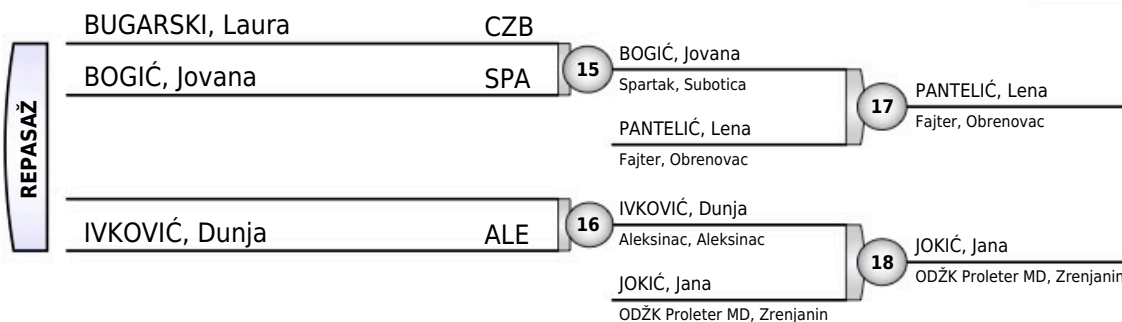 REPASAŽ
BUGARSKI, Laura CZB
BOGIĆ, Jovana SPA
15
BOGIĆ, Jovana
Spartak, Subotica
PANTELIĆ, Lena
Fajter, Obrenovac
17
PANTELIĆ, Lena
Fajter, Obrenovac
IVKOVIĆ, Dunja ALE
16
IVKOVIĆ, Dunja
Aleksinac, Aleksinac
JOKIĆ, Jana
ODŽK Proleter MD, Zrenjanin
18
JOKIĆ, Jana
ODŽK Proleter MD, Zrenjanin